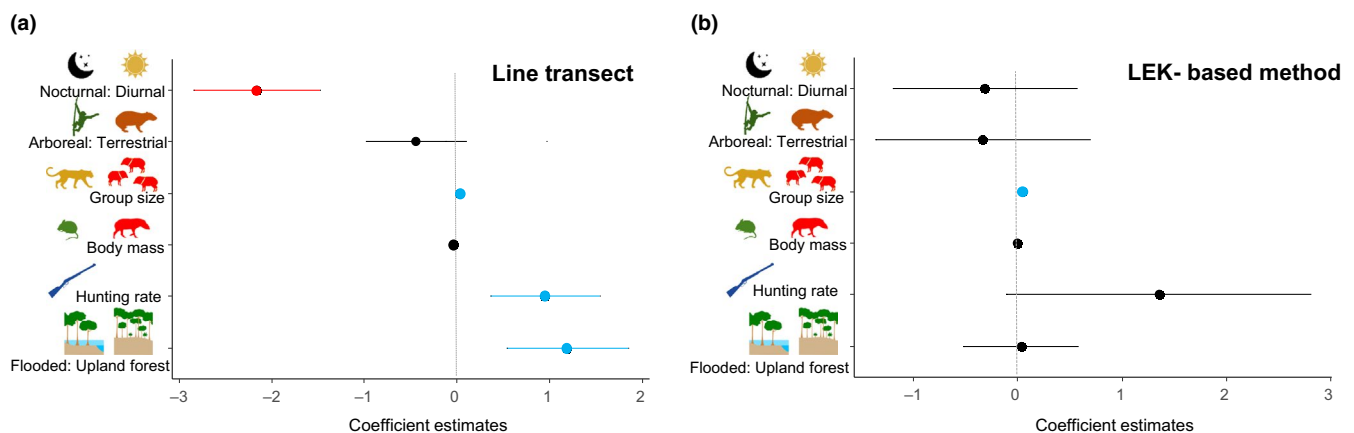 (a)
Line transect
Nocturnal: Diurnal
Arboreal: Terrestrial
Group size
Body mass
Hunting rate
Flooded: Upland forest
–3 –2 –1 0 1 2
Coefficient estimates
(b)
LEK- based method
Nocturnal: Diurnal
Arboreal: Terrestrial
Group size
Body mass
Hunting rate
Flooded: Upland forest
–1 0 1 2 3
Coefficient estimates